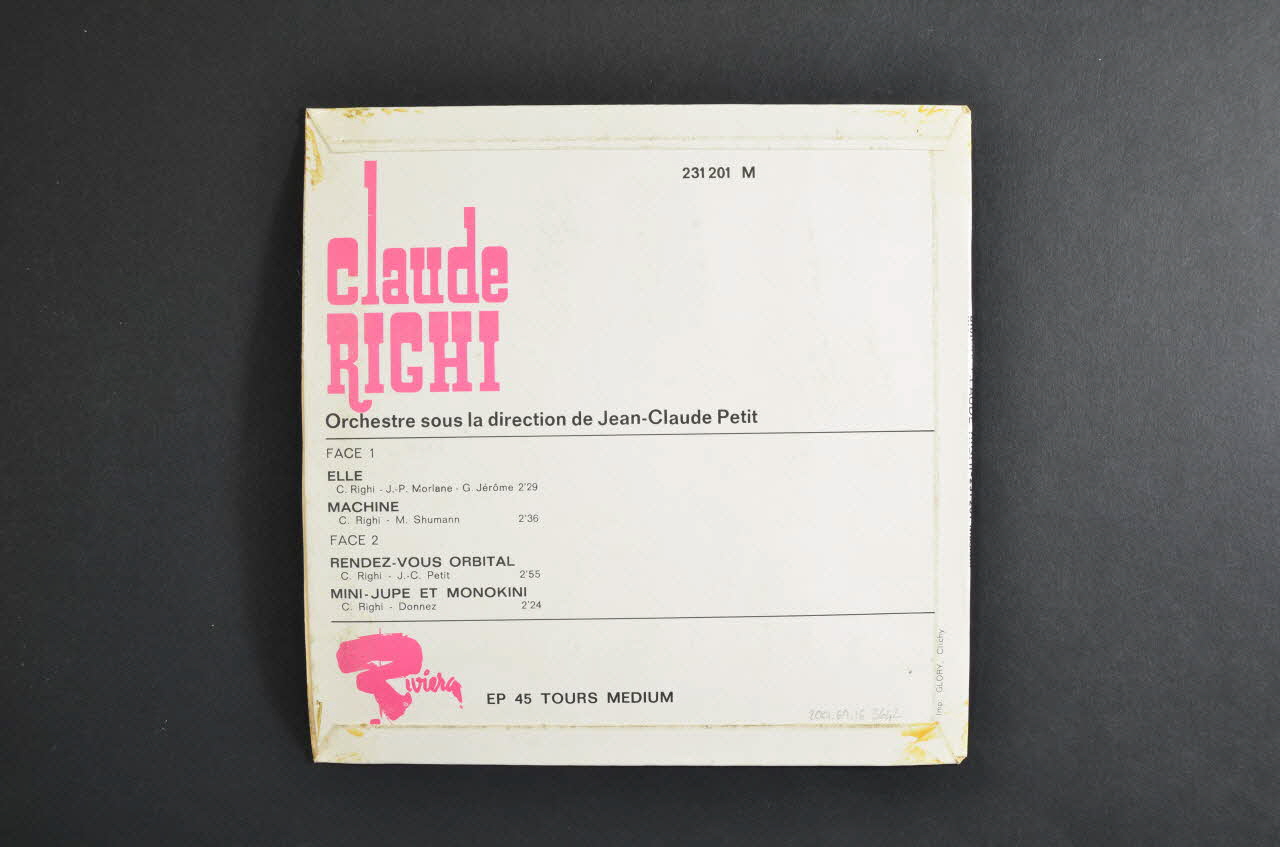 231201 M
claude
RIGHI
Orchestre sous la direction de Jean-Claude Petit
FACE 1
ELLE
C. Righi - J.-P. Morlane - G. Jérôme 2'29
MACHINE
C. Righi - M. Shumann 2'36
FACE 2
RENDEZ-VOUS ORBITAL
C. Righi - J.-C. Petit 2'55
MINI-JUPE ET MONOKINI
C. Righi - Donnez 2'24
Riviera
EP 45 TOURS MEDIUM
Imp. GLORY, Clichy